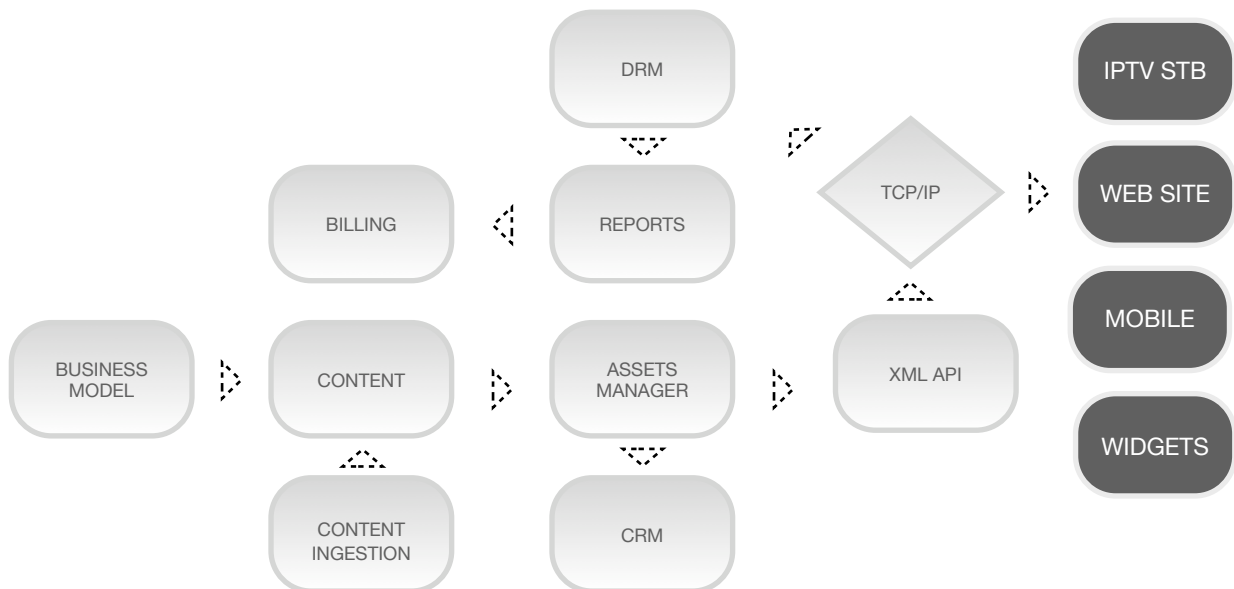 DRM
IPTV STB
BILLING
REPORTS
TCP/IP
WEB SITE
BUSINESS
MODEL
CONTENT
ASSETS
MANAGER
XML API
MOBILE
WIDGETS
CONTENT
INGESTION
CRM